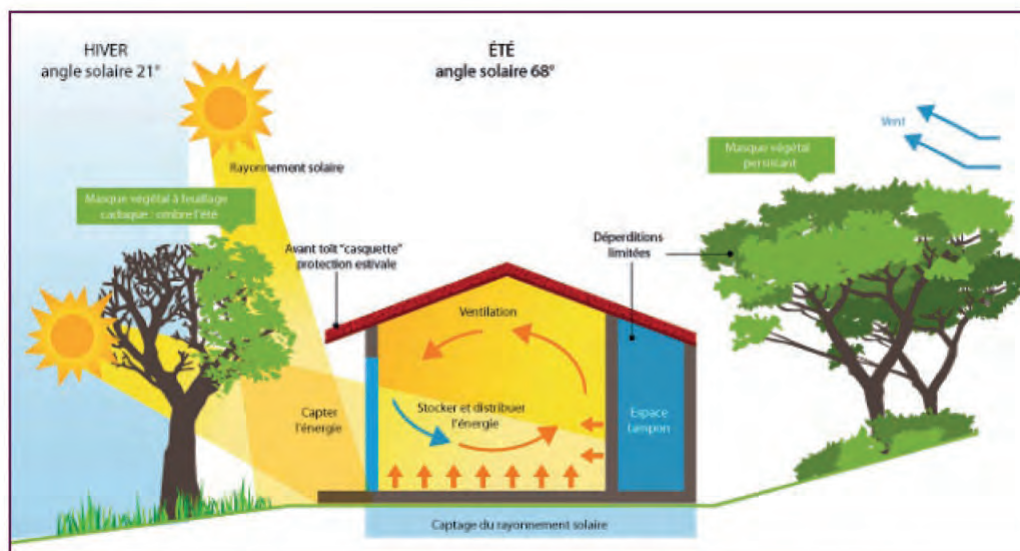 HIVER
angle solaire 21°
ÉTÉ
angle solaire 68°
Rayonnement solaire
Masque végétal à feuillage
caduque : ombre l'été
Avant toit "casquette"
protection estivale
Déperditions
limitées
Masque végétal
persistant
Vent
Ventilation
Capter
l'énergie
Stocker et distribuer
l'énergie
Espace
tampon
Captage du rayonnement solaire